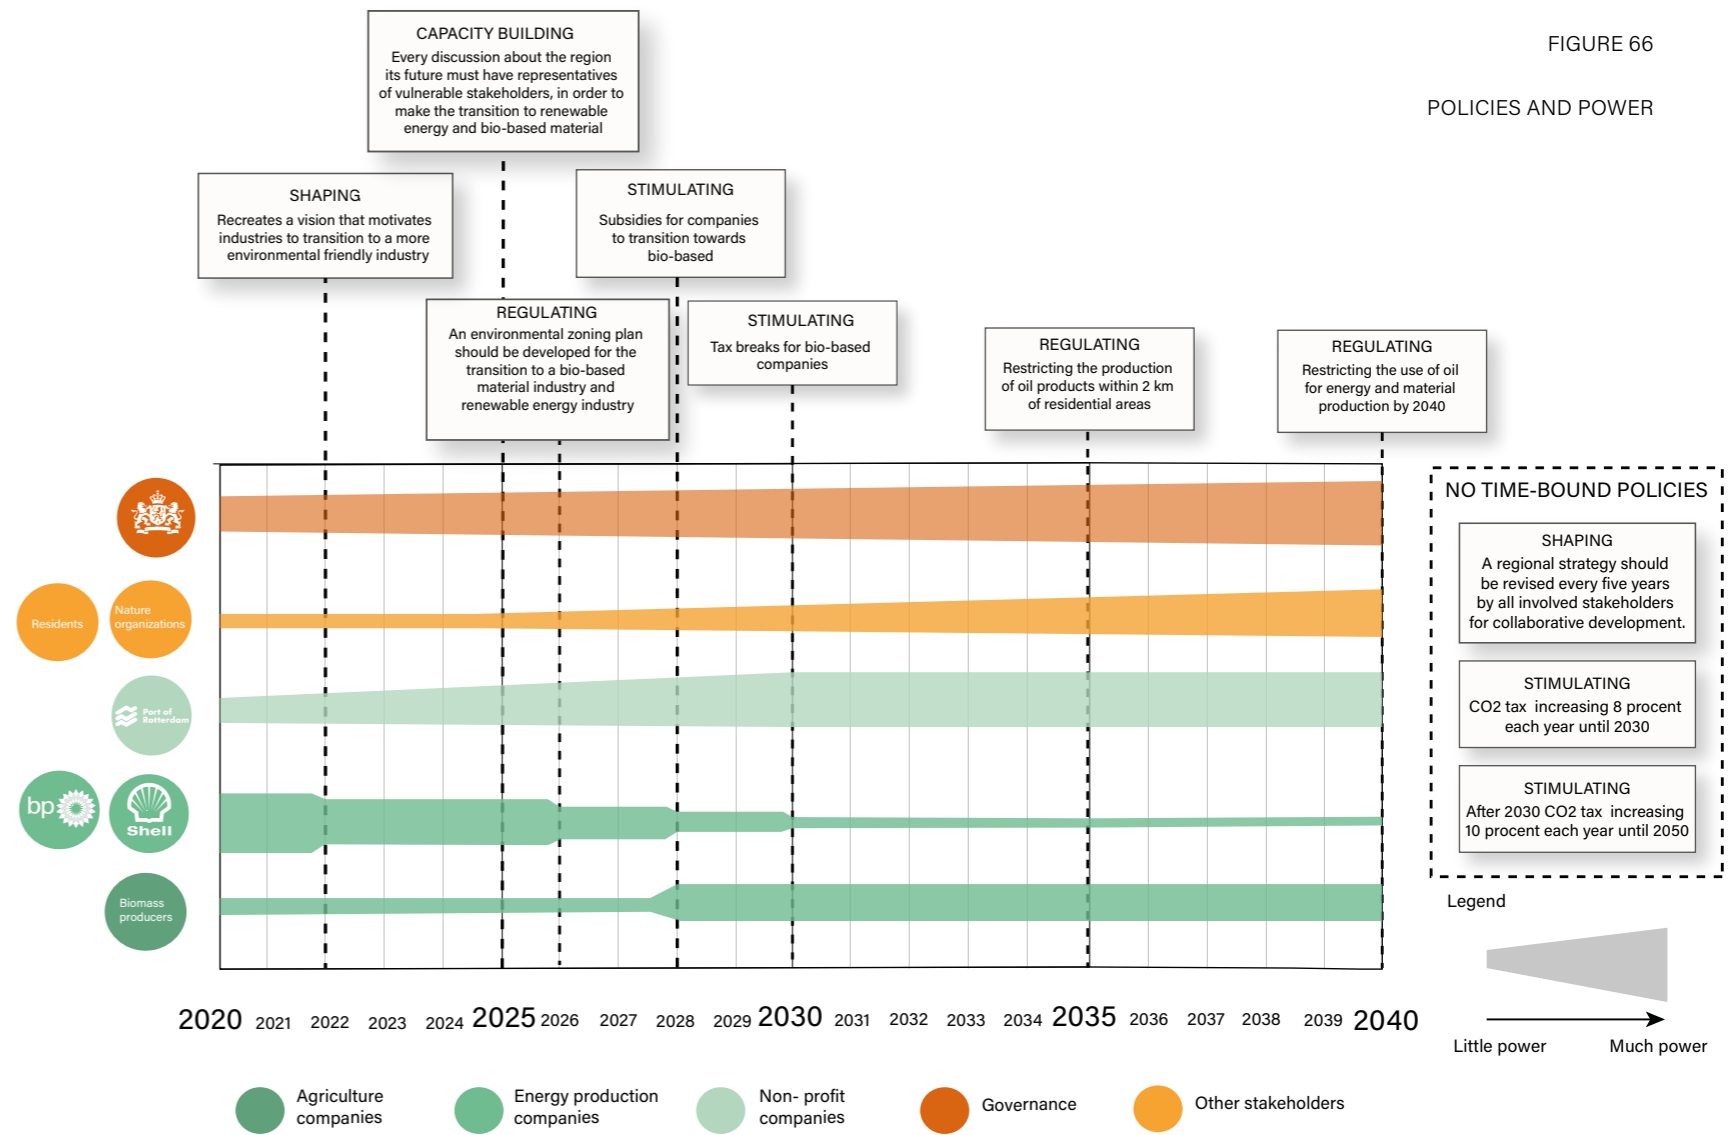 FIGURE 66
POLICIES AND POWER
CAPACITY BUILDING
Every discussion about the region
its future must have representatives
of vulnerable stakeholders, in order to
make the transition to renewable
energy and bio-based material
SHAPING
Recreates a vision that motivates
industries to transition to a more
environmental friendly industry
STIMULATING
Subsidies for companies
to transition towards
bio-based
REGULATING
An environmental zoning plan
should be developed for the
transition to a bio-based
material industry and
renewable energy industry
STIMULATING
Tax breaks for bio-based
companies
REGULATING
Restricting the production
of oil products within 2 km
of residential areas
REGULATING
Restricting the use of oil
for energy and material
production by 2040
Residents
Nature
organizations
Port of
Rotterdam
bp
Shell
Biomass
producers
NO TIME-BOUND POLICIES
SHAPING
A regional strategy should
be revised every five years
by all involved stakeholders
for collaborative development.
STIMULATING
CO2 tax increasing 8 procent
each year until 2030
STIMULATING
After 2030 CO2 tax increasing
10 procent each year until 2050
Legend
Little power
Much power
2020 2021 2022 2023 2024 2025 2026 2027 2028 2029 2030 2031 2032 2033 2034 2035 2036 2037 2038 2039 2040
Agriculture
companies
Energy production
companies
Non- profit
companies
Governance
Other stakeholders